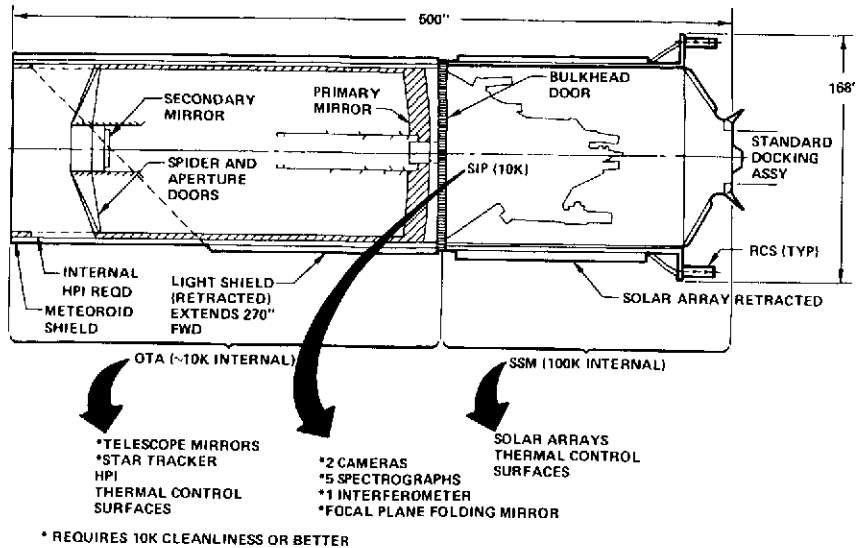 500"
168"
SECONDARY
MIRROR
PRIMARY
MIRROR
BULKHEAD
DOOR
SPIDER AND
APERTURE
DOORS
SIP (10K)
STANDARD
DOCKING
ASSY
INTERNAL
HPI REQD
METEOROID
SHIELD
LIGHT SHIELD
(RETRACTED)
EXTENDS 270"
FWD
RCS (TYP)
SOLAR ARRAY RETRACTED
OTA (~10K INTERNAL)
SSM (100K INTERNAL)
*TELESCOPE MIRRORS
*STAR TRACKER
HPI
THERMAL CONTROL
SURFACES
*2 CAMERAS
*5 SPECTROGRAPHS
*1 INTERFEROMETER
*FOCAL PLANE FOLDING MIRROR
SOLAR ARRAYS
THERMAL CONTROL
SURFACES
* REQUIRES 10K CLEANLINESS OR BETTER